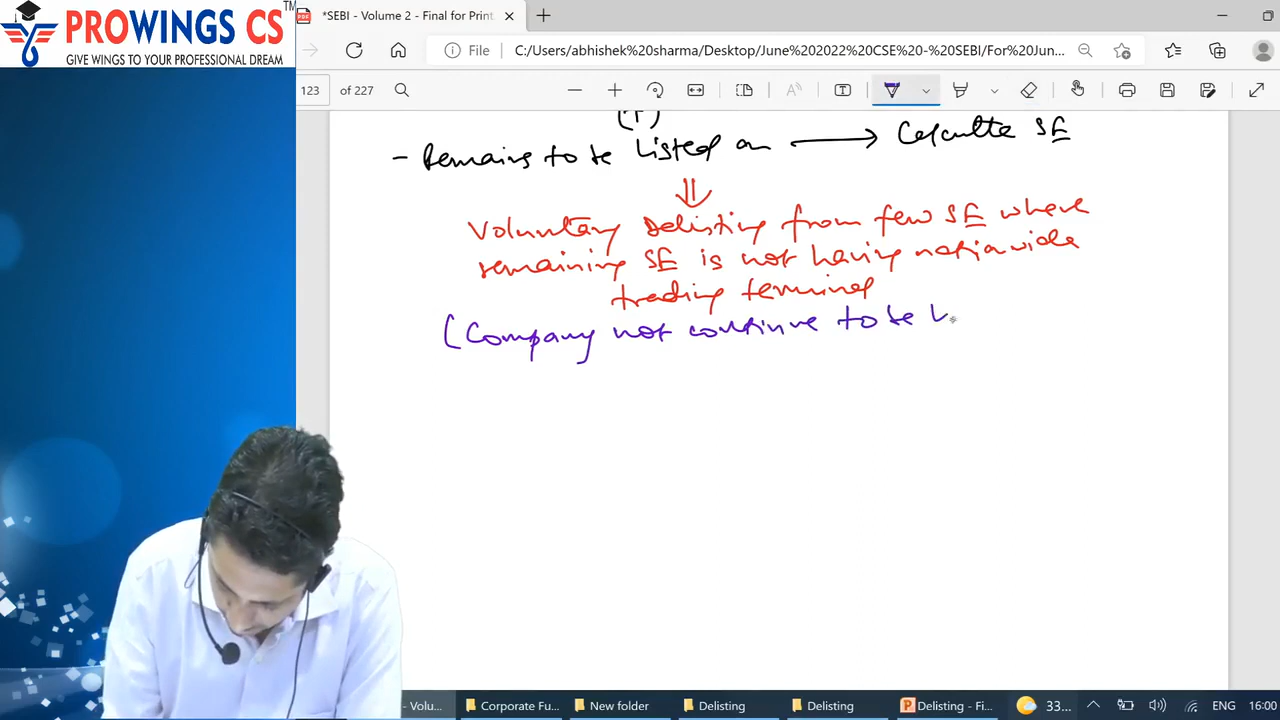 PROWINGS CS TM
GIVE WINGS TO YOUR PROFESSIONAL DREAM
*SEBI - Volume 2 - Final for Print
File
C:/Users/abhishek%20sharma/Desktop/June%202022%20CSE%20-%20SEBI/For%20Jun...
123 of 227
- Remains to be Listed on → Calcutta SE
Voluntary Delisting from few SE where
remaining SE is not having nationwide
trading terminal
(Company not continue to be
- Volu...
Corporate Fu...
New folder
Delisting
Delisting
Delisting - Fi...
33...
ENG
16:00